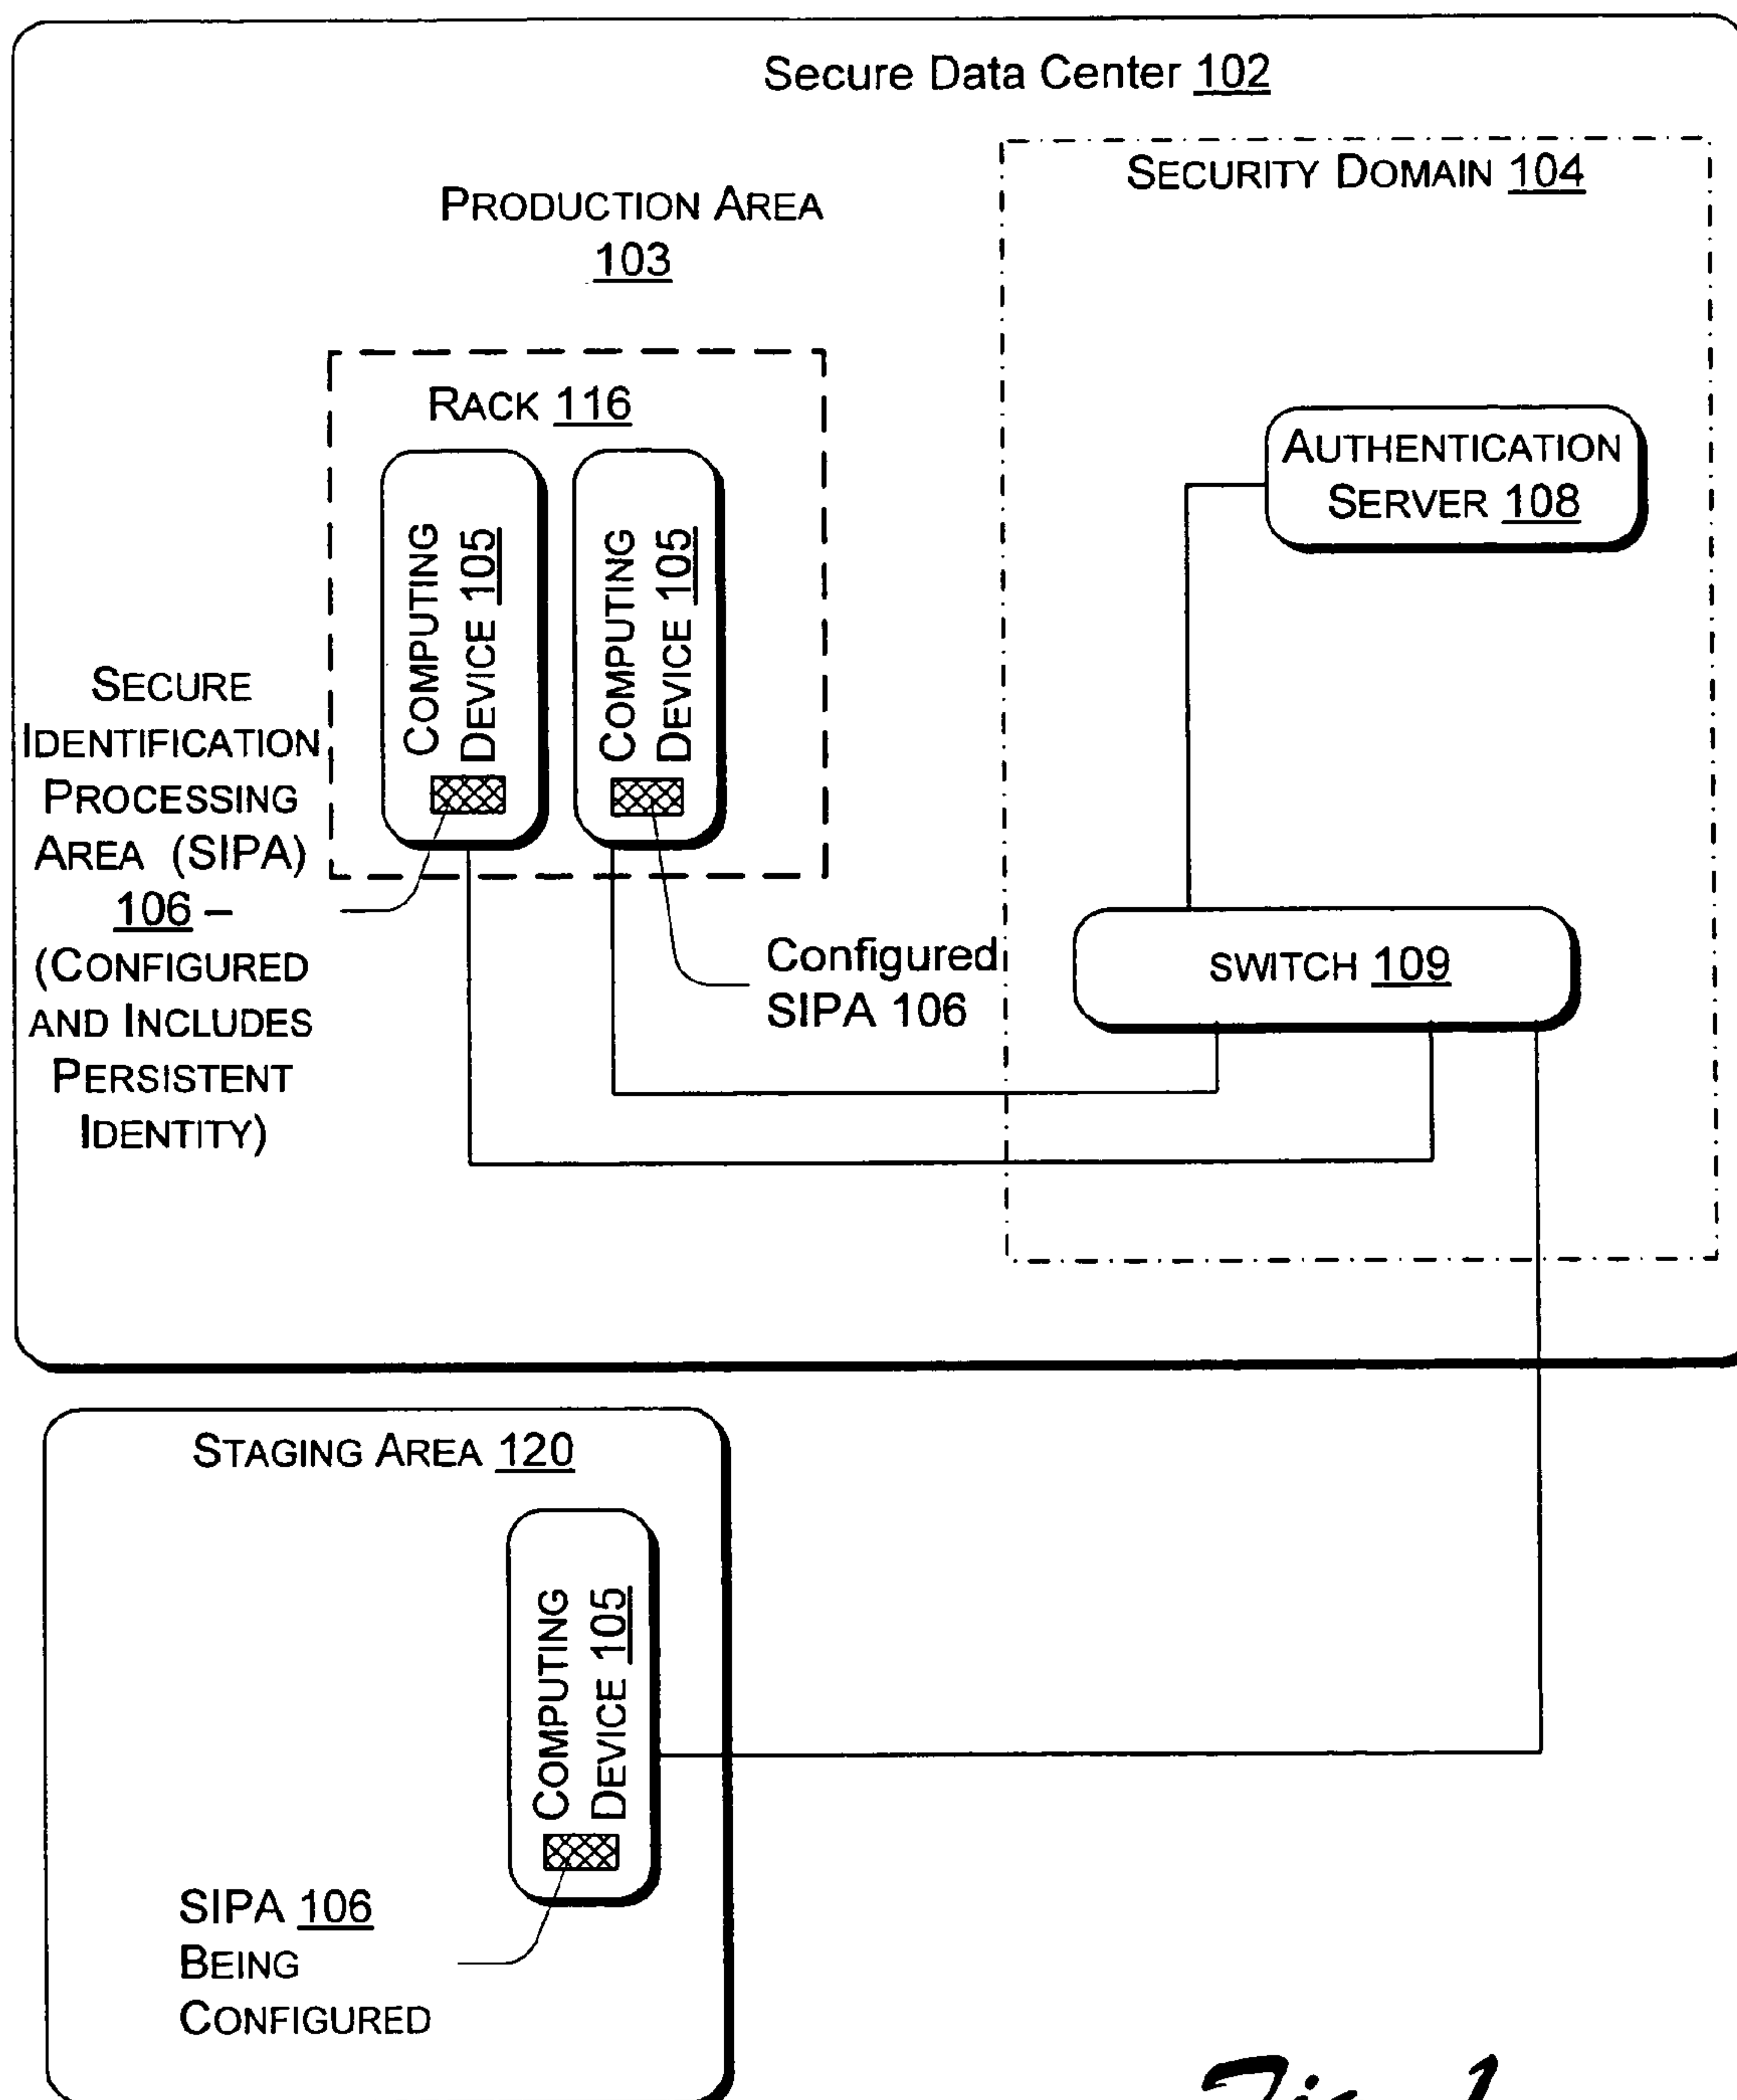 Secure Data Center 102
SECURITY DOMAIN 104
PRODUCTION AREA
103
RACK 116
COMPUTING
DEVICE 105
COMPUTING
DEVICE 105
AUTHENTICATION
SERVER 108
SECURE
IDENTIFICATION
PROCESSING
AREA (SIPA)
106 –
(CONFIGURED
AND INCLUDES
PERSISTENT
IDENTITY)
Configured
SIPA 106
SWITCH 109
STAGING AREA 120
COMPUTING
DEVICE 105
SIPA 106
BEING
CONFIGURED
Fig. 1